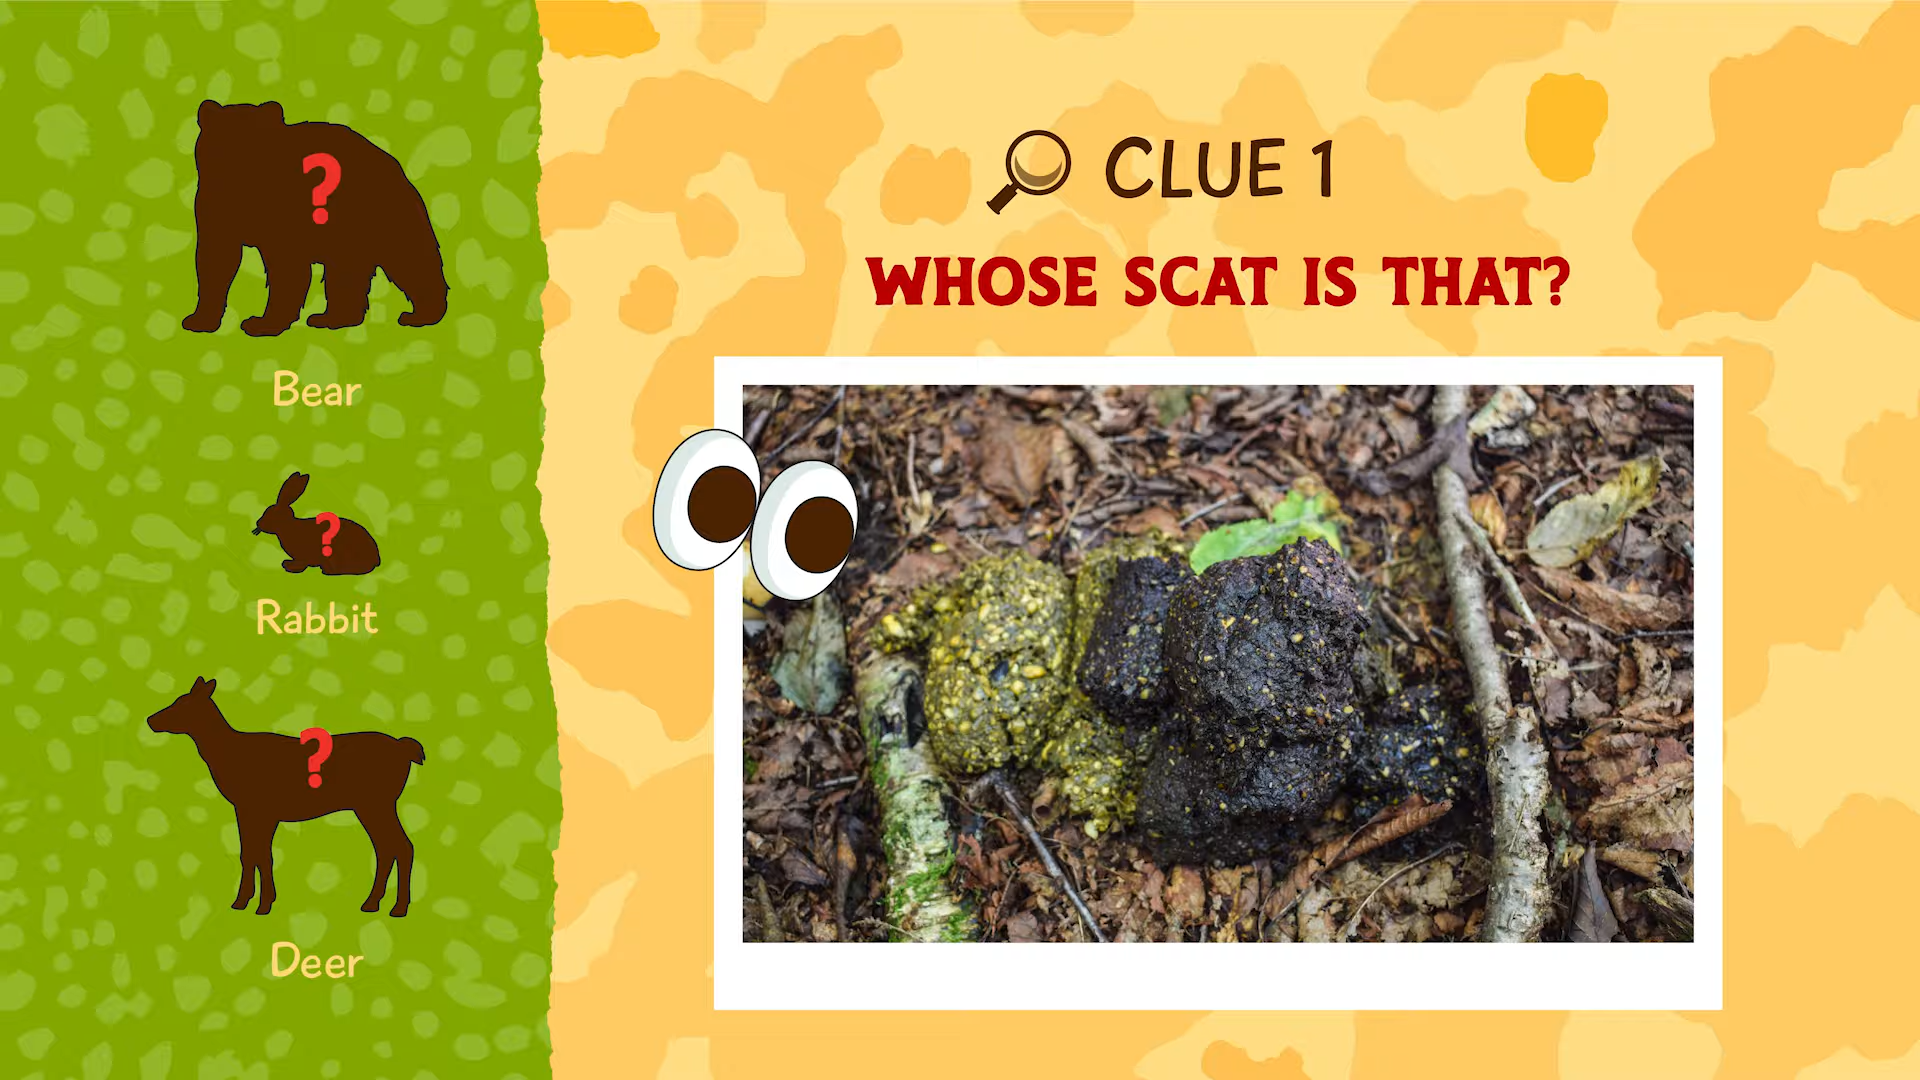 CLUE 1
WHOSE SCAT IS THAT?
?
Bear
?
Rabbit
?
Deer